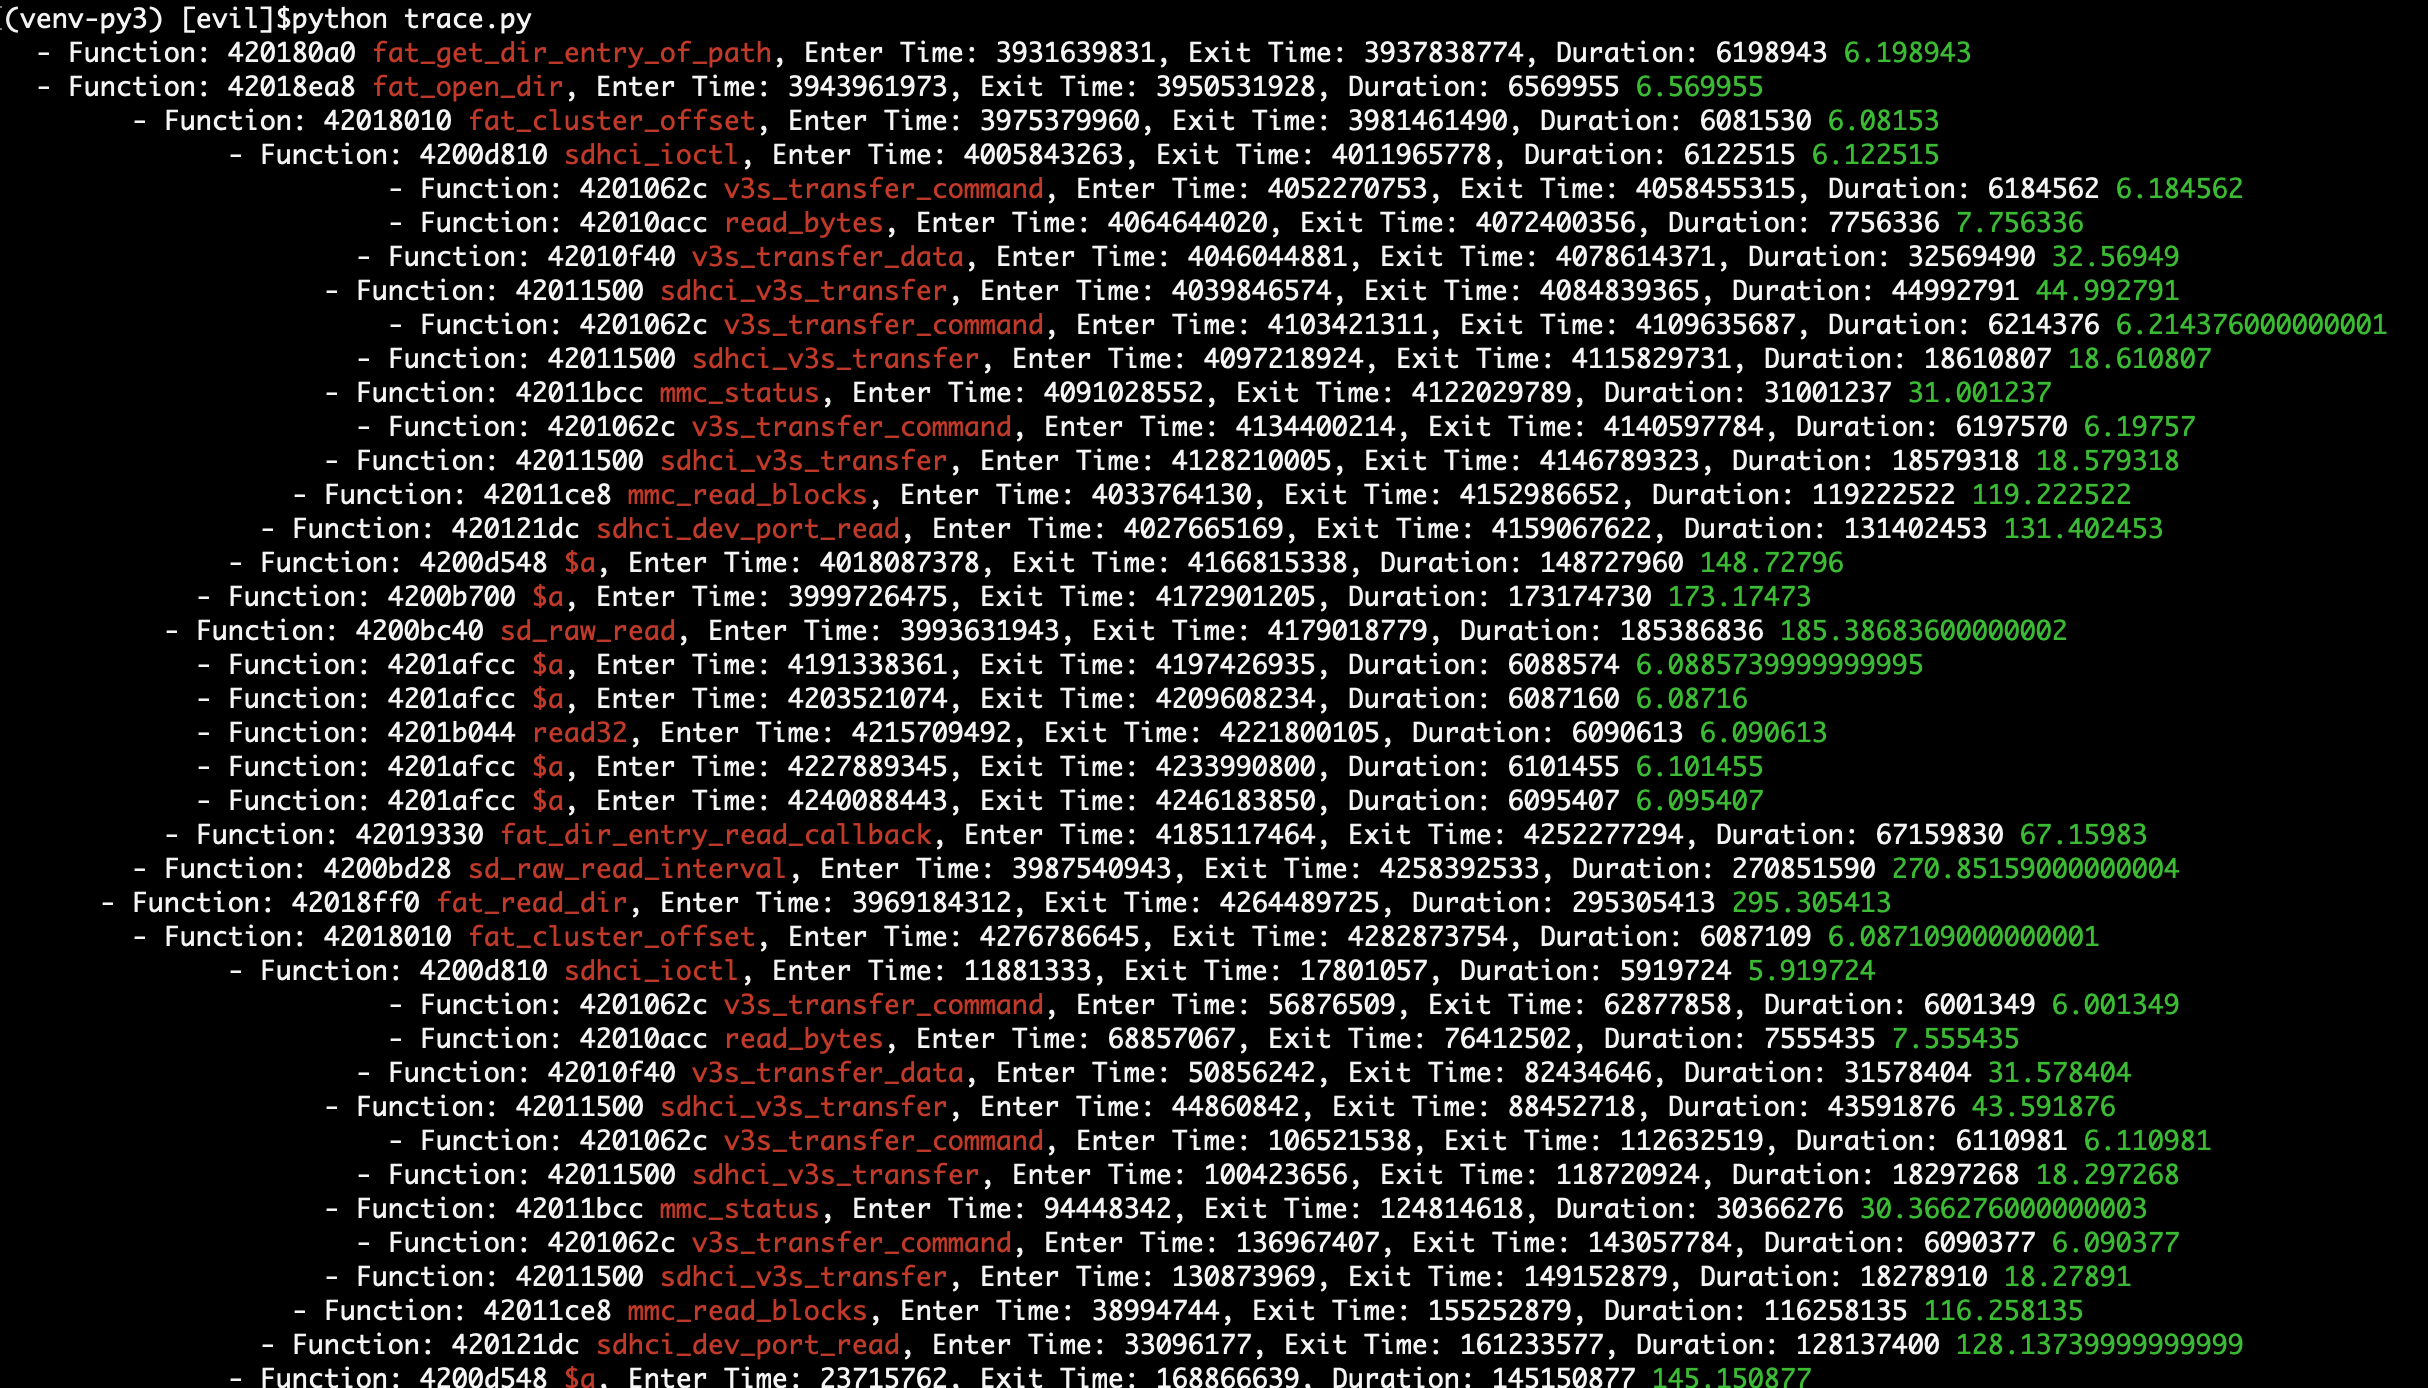 (venv-py3) [evil]$python trace.py
- Function: 420180a0 fat_get_dir_entry_of_path, Enter Time: 3931639831, Exit Time: 3937838774, Duration: 6198943 6.198943
- Function: 42018ea8 fat_open_dir, Enter Time: 3943961973, Exit Time: 3950531928, Duration: 6569955 6.569955
- Function: 42018010 fat_cluster_offset, Enter Time: 3975379960, Exit Time: 3981461490, Duration: 6081530 6.08153
- Function: 4200d810 sdhci_ioctl, Enter Time: 4005843263, Exit Time: 4011965778, Duration: 6122515 6.122515
- Function: 4201062c v3s_transfer_command, Enter Time: 4052270753, Exit Time: 4058455315, Duration: 6184562 6.184562
- Function: 42010acc read_bytes, Enter Time: 4064644020, Exit Time: 4072400356, Duration: 7756336 7.756336
- Function: 42010f40 v3s_transfer_data, Enter Time: 4046044881, Exit Time: 4078614371, Duration: 32569490 32.56949
- Function: 42011500 sdhci_v3s_transfer, Enter Time: 4039846574, Exit Time: 4084839365, Duration: 44992791 44.992791
- Function: 4201062c v3s_transfer_command, Enter Time: 4103421311, Exit Time: 4109635687, Duration: 6214376 6.214376000000001
- Function: 42011500 sdhci_v3s_transfer, Enter Time: 4097218924, Exit Time: 4115829731, Duration: 18610807 18.610807
- Function: 42011bcc mmc_status, Enter Time: 4091028552, Exit Time: 4122029789, Duration: 31001237 31.001237
- Function: 4201062c v3s_transfer_command, Enter Time: 4134400214, Exit Time: 4140597784, Duration: 6197570 6.19757
- Function: 42011500 sdhci_v3s_transfer, Enter Time: 4128210005, Exit Time: 4146789323, Duration: 18579318 18.579318
- Function: 42011ce8 mmc_read_blocks, Enter Time: 4033764130, Exit Time: 4152986652, Duration: 119222522 119.222522
- Function: 420121dc sdhci_dev_port_read, Enter Time: 4027665169, Exit Time: 4159067622, Duration: 131402453 131.402453
- Function: 4200d548 $a, Enter Time: 4018087378, Exit Time: 4166815338, Duration: 148727960 148.72796
- Function: 4200b700 $a, Enter Time: 3999726475, Exit Time: 4172901205, Duration: 173174730 173.17473
- Function: 4200bc40 sd_raw_read, Enter Time: 3993631943, Exit Time: 4179018779, Duration: 185386836 185.38683600000002
- Function: 4201afcc $a, Enter Time: 4191338361, Exit Time: 4197426935, Duration: 6088574 6.0885739999999995
- Function: 4201afcc $a, Enter Time: 4203521074, Exit Time: 4209608234, Duration: 6087160 6.08716
- Function: 4201b044 read32, Enter Time: 4215709492, Exit Time: 4221800105, Duration: 6090613 6.090613
- Function: 4201afcc $a, Enter Time: 4227889345, Exit Time: 4233990800, Duration: 6101455 6.101455
- Function: 4201afcc $a, Enter Time: 4240088443, Exit Time: 4246183850, Duration: 6095407 6.095407
- Function: 42019330 fat_dir_entry_read_callback, Enter Time: 4185117464, Exit Time: 4252277294, Duration: 67159830 67.15983
- Function: 4200bd28 sd_raw_read_interval, Enter Time: 3987540943, Exit Time: 4258392533, Duration: 270851590 270.85159000000004
- Function: 42018ff0 fat_read_dir, Enter Time: 3969184312, Exit Time: 4264489725, Duration: 295305413 295.305413
- Function: 42018010 fat_cluster_offset, Enter Time: 4276786645, Exit Time: 4282873754, Duration: 6087109 6.087109000000001
- Function: 4200d810 sdhci_ioctl, Enter Time: 11881333, Exit Time: 17801057, Duration: 5919724 5.919724
- Function: 4201062c v3s_transfer_command, Enter Time: 56876509, Exit Time: 62877858, Duration: 6001349 6.001349
- Function: 42010acc read_bytes, Enter Time: 68857067, Exit Time: 76412502, Duration: 7555435 7.555435
- Function: 42010f40 v3s_transfer_data, Enter Time: 50856242, Exit Time: 82434646, Duration: 31578404 31.578404
- Function: 42011500 sdhci_v3s_transfer, Enter Time: 44860842, Exit Time: 88452718, Duration: 43591876 43.591876
- Function: 4201062c v3s_transfer_command, Enter Time: 106521538, Exit Time: 112632519, Duration: 6110981 6.110981
- Function: 42011500 sdhci_v3s_transfer, Enter Time: 100423656, Exit Time: 118720924, Duration: 18297268 18.297268
- Function: 42011bcc mmc_status, Enter Time: 94448342, Exit Time: 124814618, Duration: 30366276 30.366276000000003
- Function: 4201062c v3s_transfer_command, Enter Time: 136967407, Exit Time: 143057784, Duration: 6090377 6.090377
- Function: 42011500 sdhci_v3s_transfer, Enter Time: 130873969, Exit Time: 149152879, Duration: 18278910 18.27891
- Function: 42011ce8 mmc_read_blocks, Enter Time: 38994744, Exit Time: 155252879, Duration: 116258135 116.258135
- Function: 420121dc sdhci_dev_port_read, Enter Time: 33096177, Exit Time: 161233577, Duration: 128137400 128.13739999999999
- Function: 4200d548 $a, Enter Time: 23715762, Exit Time: 168866639, Duration: 145150877 145.150877